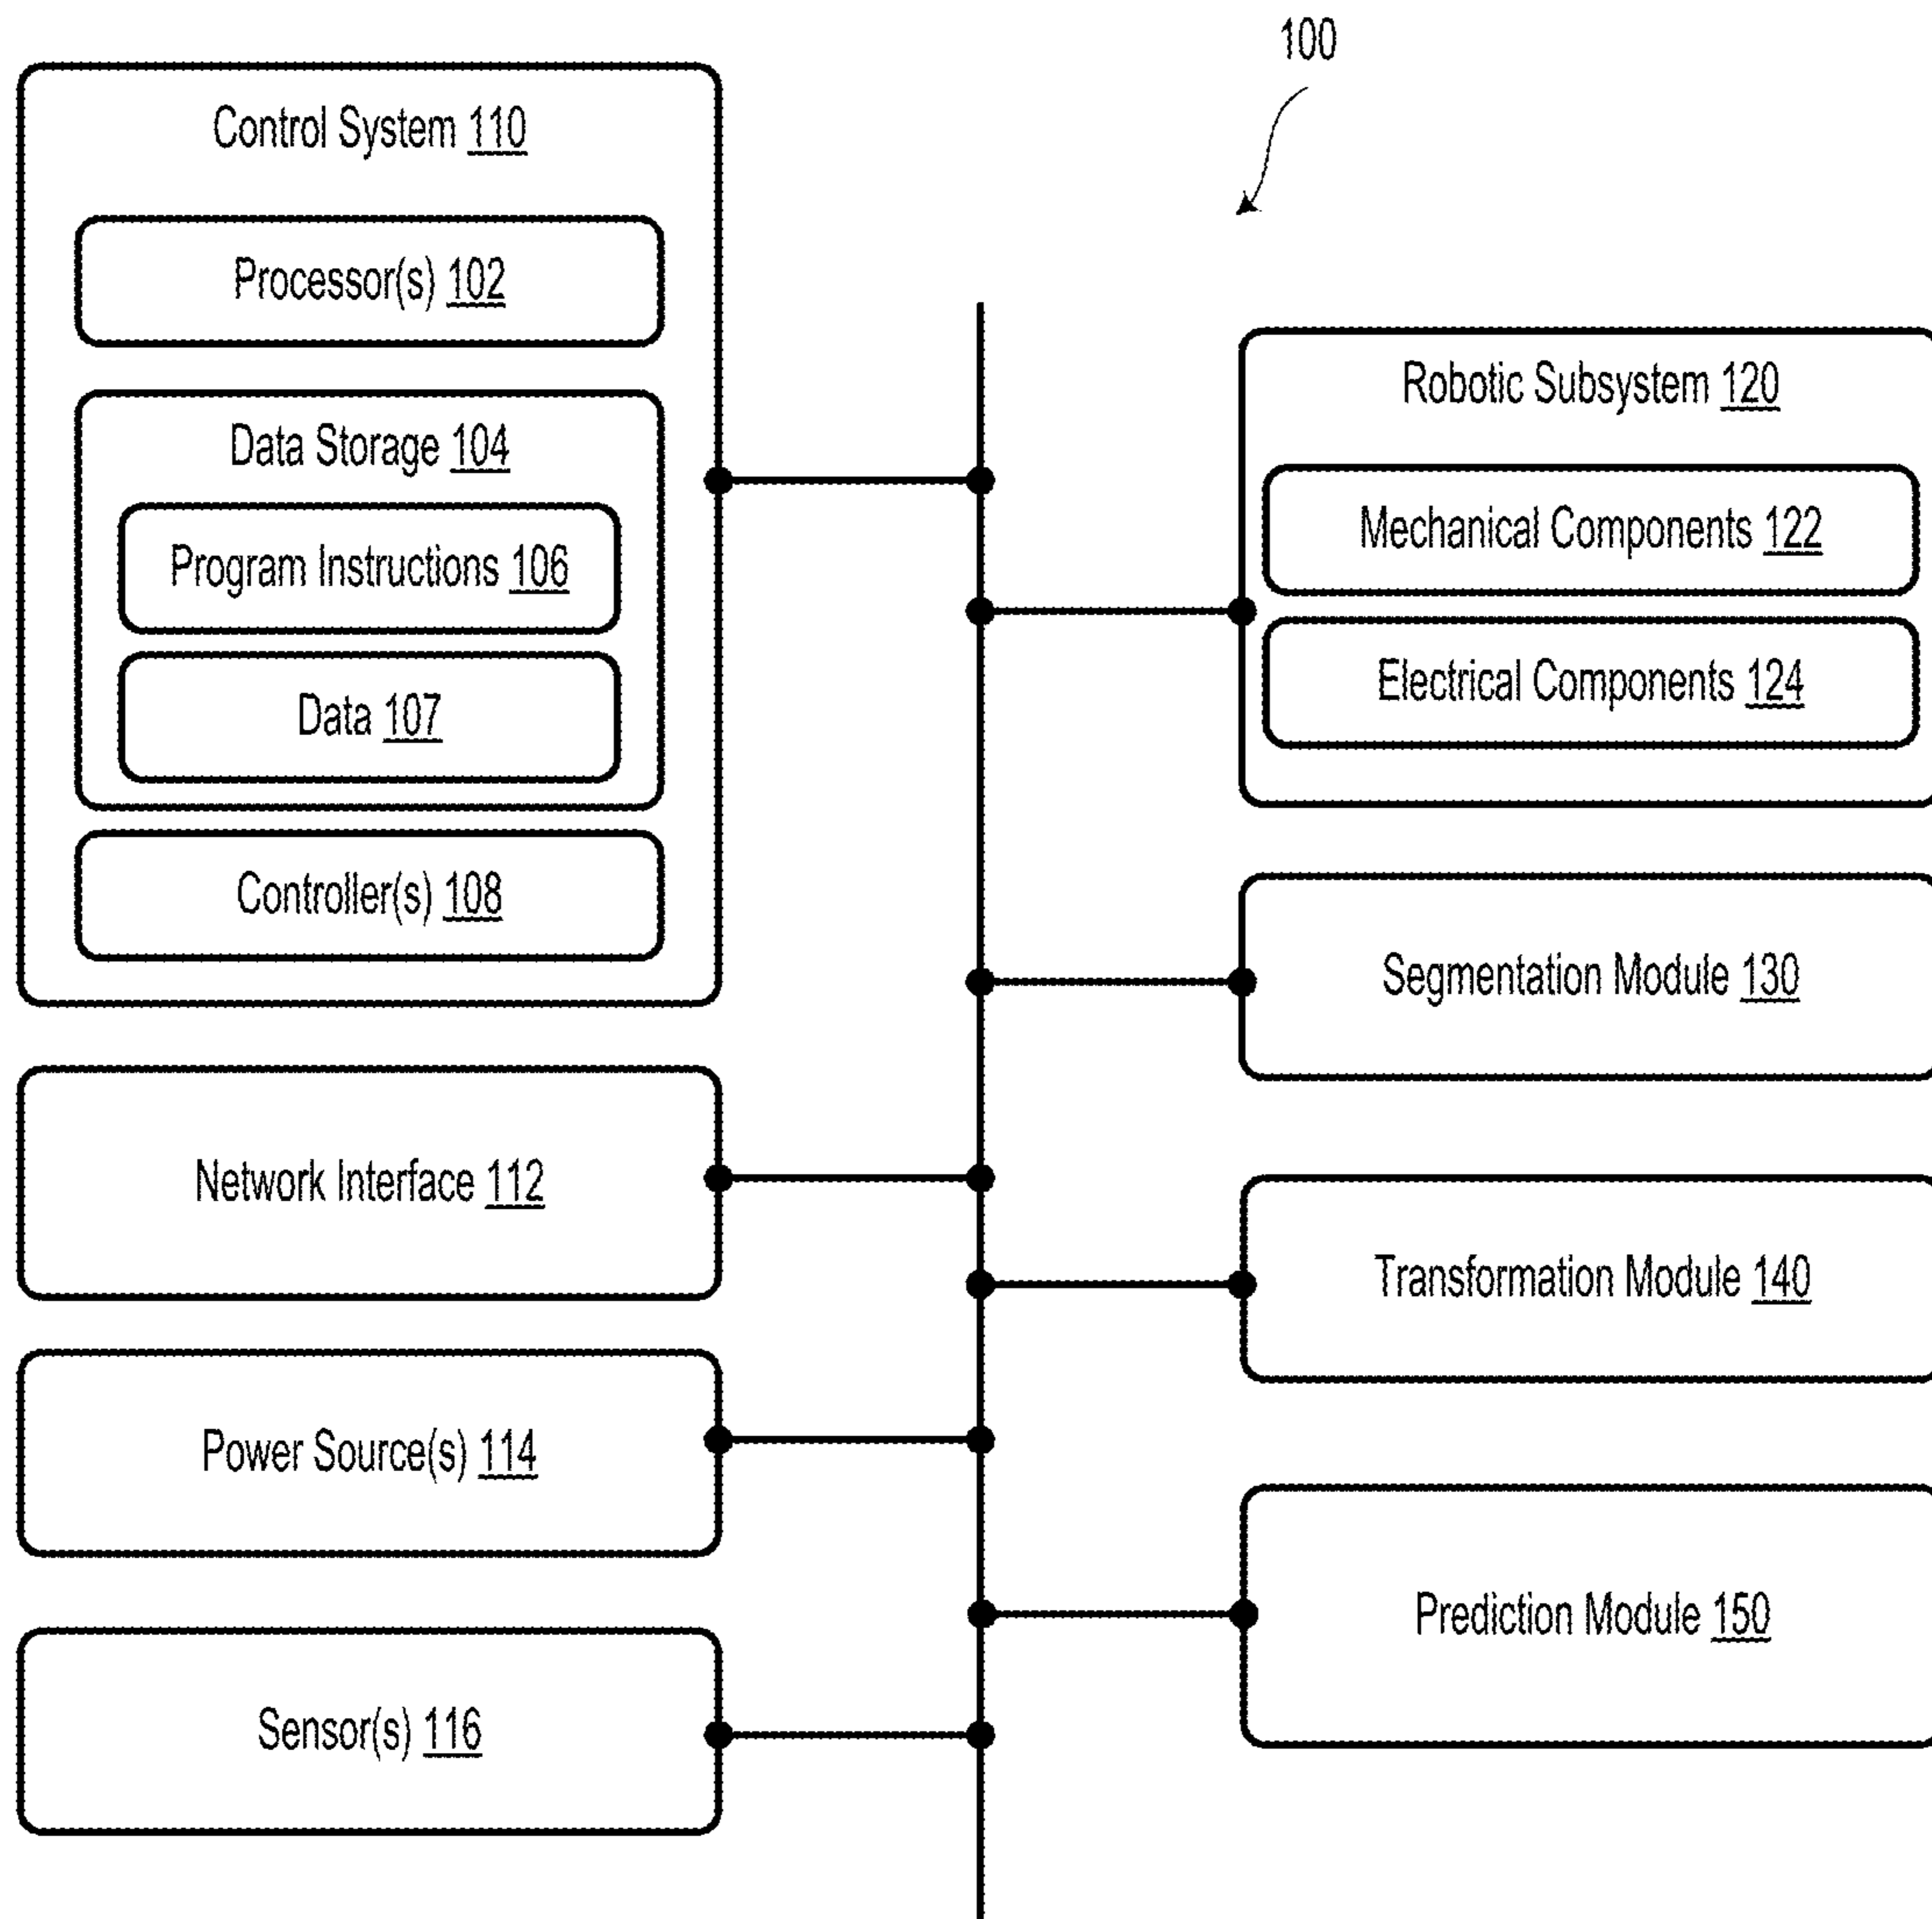 100
Control System 110
Processor(s) 102
Data Storage 104
Program Instructions 106
Data 107
Controller(s) 108
Network Interface 112
Power Source(s) 114
Sensor(s) 116
Robotic Subsystem 120
Mechanical Components 122
Electrical Components 124
Segmentation Module 130
Transformation Module 140
Prediction Module 150